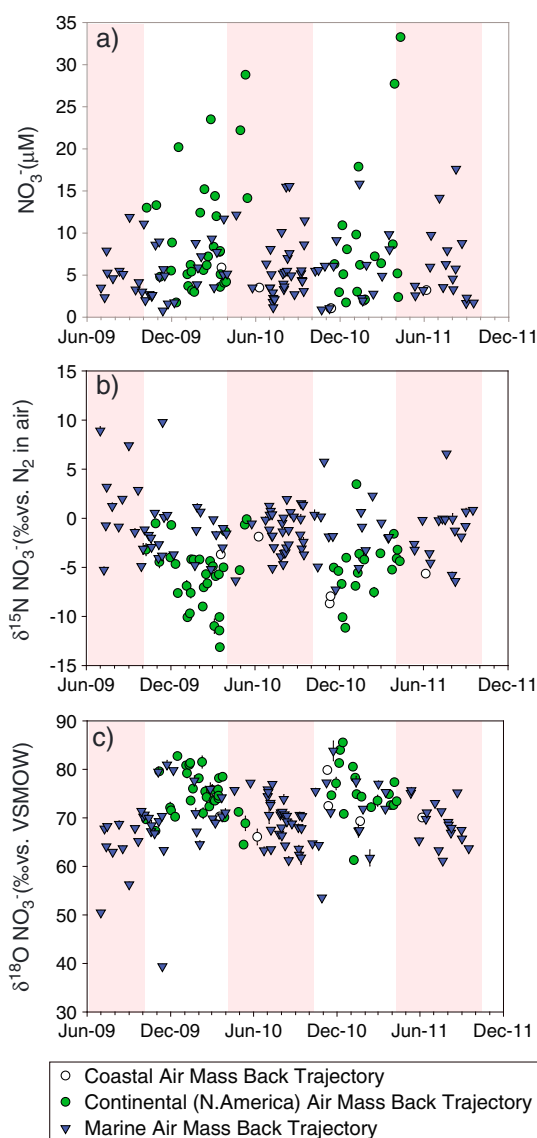 a)
NO₃⁻(μM)
35
30
25
20
15
10
5
0
Jun-09 Dec-09 Jun-10 Dec-10 Jun-11 Dec-11
b)
δ¹⁵N NO₃⁻(‰vs. N₂ in air)
15
10
5
0
-5
-10
-15
Jun-09 Dec-09 Jun-10 Dec-10 Jun-11 Dec-11
c)
δ¹⁸O NO₃⁻(‰vs. VSMOW)
90
80
70
60
50
40
30
Jun-09 Dec-09 Jun-10 Dec-10 Jun-11 Dec-11
Coastal Air Mass Back Trajectory
Continental (N.America) Air Mass Back Trajectory
Marine Air Mass Back Trajectory